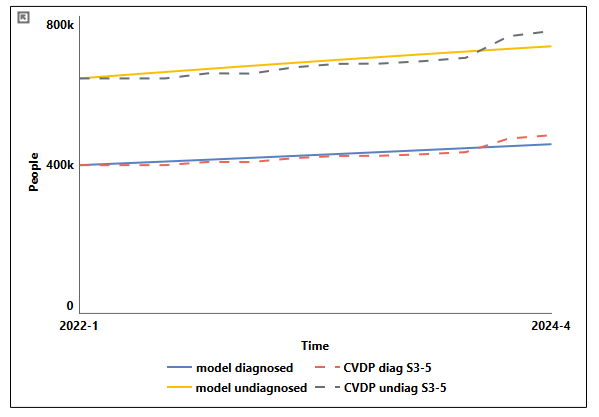 800k
400k
0
People
2022-1
2024-4
Time
model diagnosed
CVDP diag S3-5
model undiagnosed
CVDP undiag S3-5